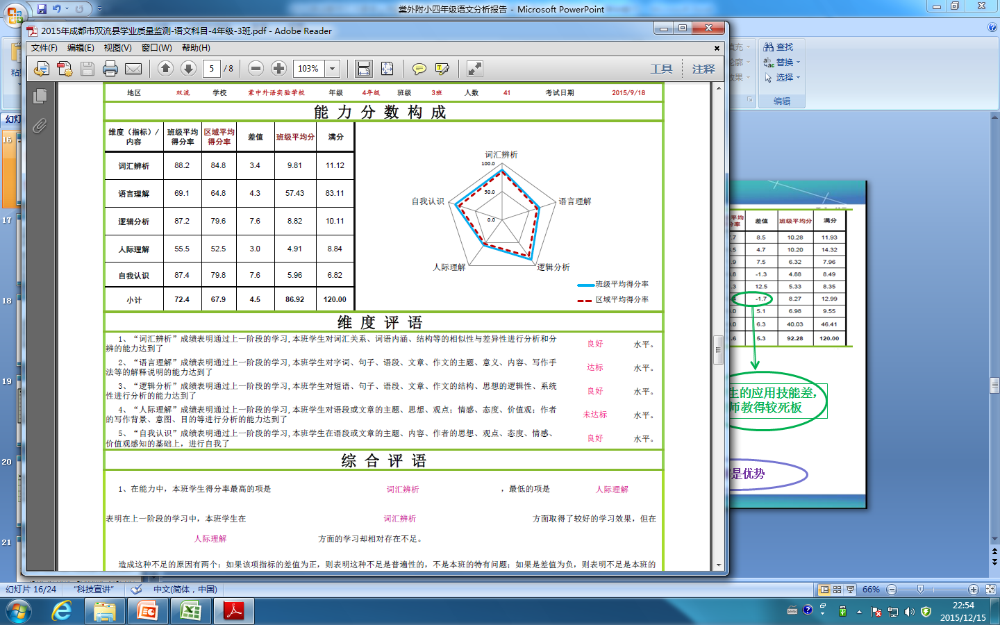 棠外附小四年级语文分析报告 - Microsoft PowerPoint
2015年成都市双流县学业质量监测-语文科目-4年级-3班.pdf - Adobe Reader
文件(F) 编辑(E) 视图(V) 窗口(W) 帮助(H)
5 / 8 103% 工具 注释
查找
替换
选择
编辑
地区 双流 学校 棠中外语实验学校 年级 4年级 班级 3班 人数 41 考试日期 2015/9/18
能力分数构成
维度（指标）/内容 班级平均得分率 区域平均得分率 差值 班级平均分 满分
词汇辨析 88.2 84.8 3.4 9.81 11.12
语言理解 69.1 64.8 4.3 57.43 83.11
逻辑分析 87.2 79.6 7.6 8.82 10.11
人际理解 55.5 52.5 3.0 4.91 8.84
自我认识 87.4 79.8 7.6 5.96 6.82
小计 72.4 67.9 4.5 86.92 120.00
词汇辨析
100.0
50.0
0.0
自我认识
语言理解
人际理解
逻辑分析
班级平均得分率
区域平均得分率
维度评语
1、“词汇辨析”成绩表明通过上一阶段的学习,本班学生对词汇关系、词语内涵、结构等的相似性与差异性进行分析和分
辨的能力达到了 良好 水平。
2、“语言理解”成绩表明通过上一阶段的学习,本班学生对字词、句子、语段、文章、作文的主题、意义、内容、写作手
法等的解释说明的能力达到了 达标 水平。
3、“逻辑分析”成绩表明通过上一阶段的学习,本班学生对短语、句子、语段、文章、作文的结构、思想的逻辑性、系统
性进行分析的能力达到了 良好 水平。
4、“人际理解”成绩表明通过上一阶段的学习,本班学生对语段或文章的主题、思想、观点；情感、态度、价值观；作者
的写作背景、意图、目的等进行分析的能力达到了 未达标 水平。
5、“自我认识”成绩表明通过上一阶段的学习,本班学生在语段或文章的主题、内容、作者的思想、观点、态度、情感、
价值观感知的基础上，进行自我了 良好 水平。
综合评语
1、在能力中，本班学生得分率最高的项是 词汇辨析 ，最低的项是 人际理解
表明在上一阶段的学习中，本班学生在 词汇辨析 方面取得了较好的学习效果，但在
人际理解 方面的学习却相对存在不足。
造成这种不足的原因有两个：如果该项指标的差值为正，则表明这种不足是普遍性的，不是本班的特有问题；如果是差值为负，则表明不足是本班的
差值 班级平均分 满分
8.5 10.28 11.93
4.7 10.20 14.32
7.5 6.32 7.96
-1.3 4.88 8.49
12.5 5.33 8.35
-1.7 8.27 12.99
5.1 6.98 9.55
6.3 40.03 46.41
5.3 92.28 120.00
生的应用技能差，
师教得较死板
是优势
16
17
18
19
20
21
幻灯片 16/24 “科技宣讲” 中文(简体，中国) 66%
22:54
2015/12/15